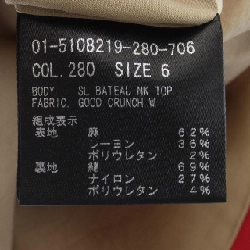 01-5108219-280-706
COL. 280 SIZE 6
BODY SL BATEAU NK TOP
FABRIC. GOOD CRUNCH W
組成表示
表地 麻 62%
レーヨン 36%
ポリウレタン 2%
裏地 綿 69%
ナイロン 27%
ポリウレタン 4%